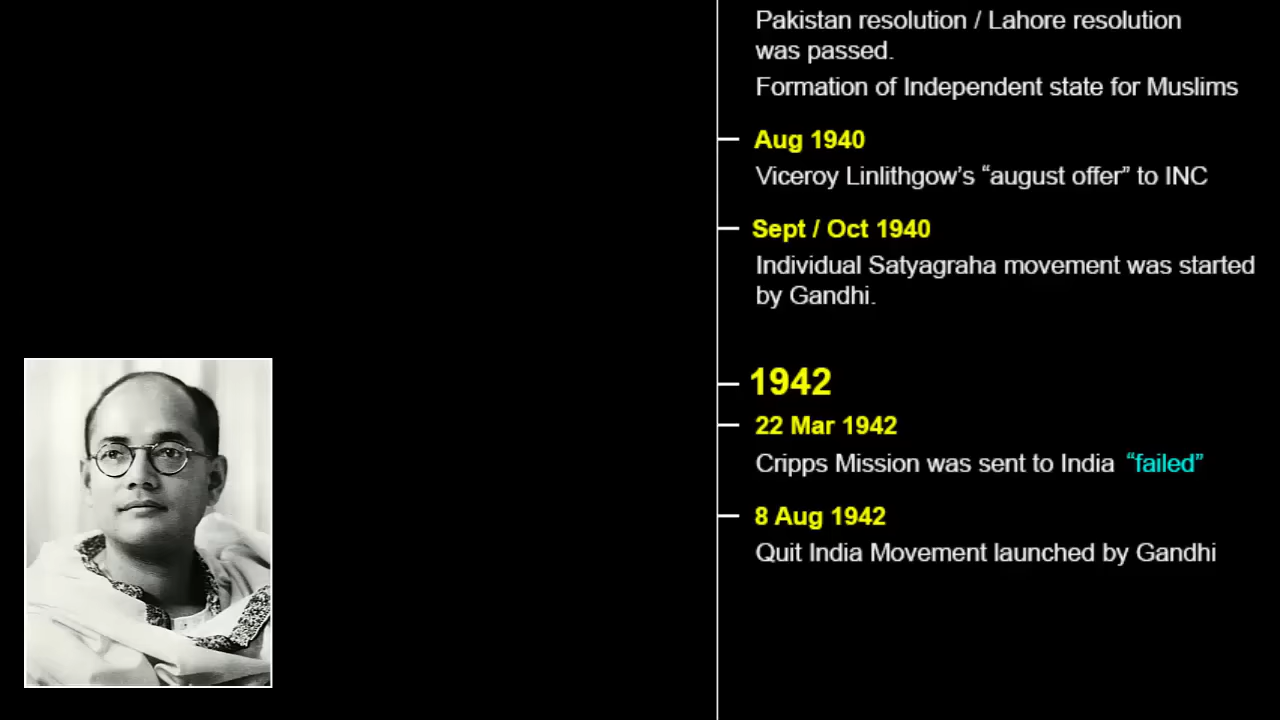 Pakistan resolution / Lahore resolution
was passed.
Formation of Independent state for Muslims
Aug 1940
Viceroy Linlithgow's “august offer” to INC
Sept / Oct 1940
Individual Satyagraha movement was started
by Gandhi.
1942
22 Mar 1942
Cripps Mission was sent to India “failed”
8 Aug 1942
Quit India Movement launched by Gandhi